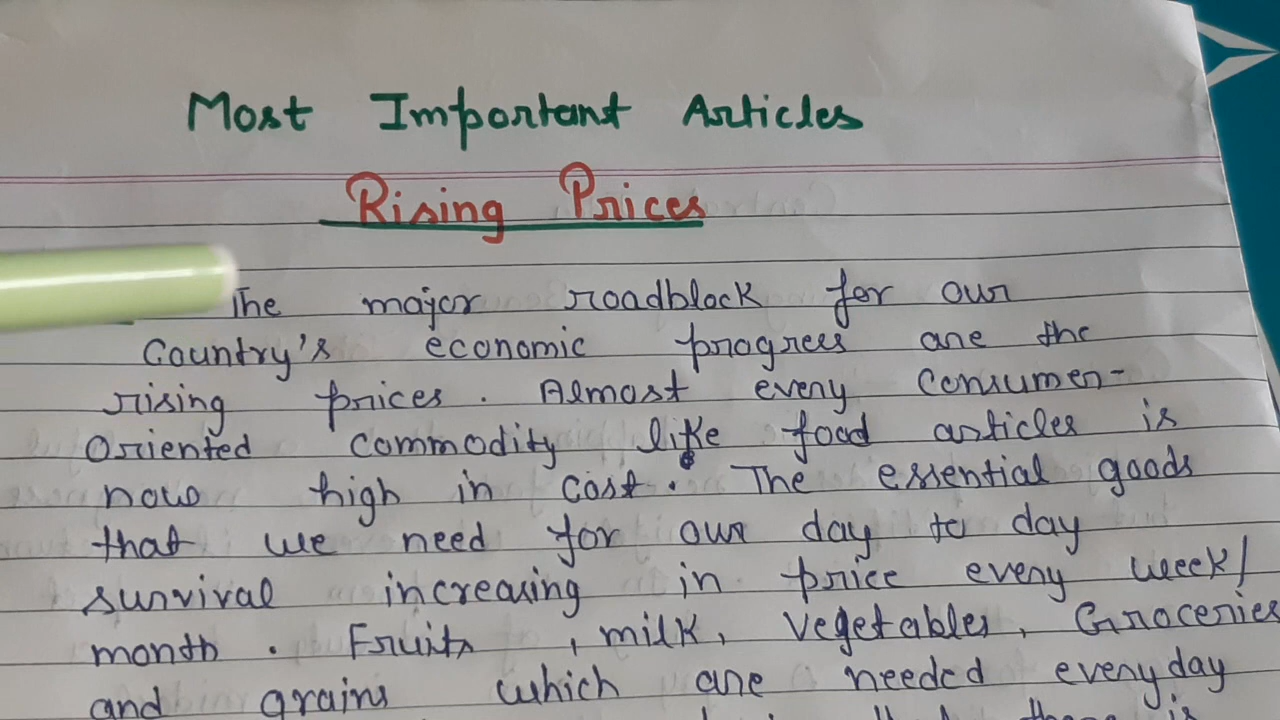 Most Important Articles
Rising Prices
The major roadblock for our
Country's economic progress are the
rising prices. Almost every consumer-
Oriented commodity like food articles is
now high in cost. The essential goods
that we need for our day to day
survival increasing in price every week/
month. Fruits, milk, vegetables, Groceries
and grains which are needed everyday
there is